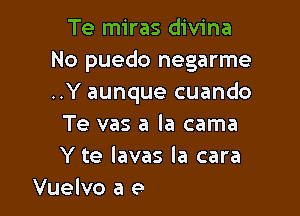 Te miras divina
No puedo negarme
..Y aunque cuando
Te vas a la cama
Y te lavas la cara
Vuelvo a e